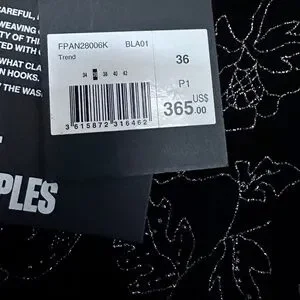 CAREFUL,
WEAVING
ITY OF THIS
TED WITH
WHAT CLA
N HOOKS.
Y THE WAS
PLES
FPAN28006K BLA01
Trend
34 36 38 40 42
36
P1
3 615872 316462
365.00 US$